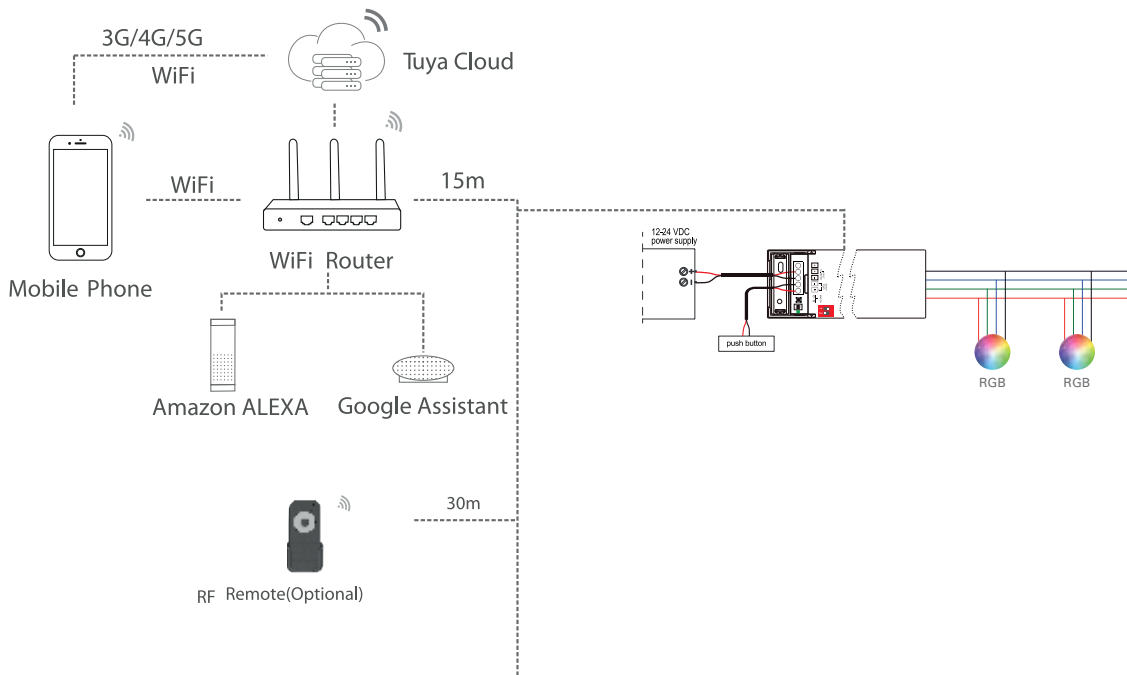 3G/4G/5G
WiFi
Tuya Cloud
WiFi
15m
WiFi Router
Mobile Phone
12-24 VDC
power supply
push button
RGB
RGB
Amazon ALEXA
Google Assistant
30m
RF Remote(Optional)